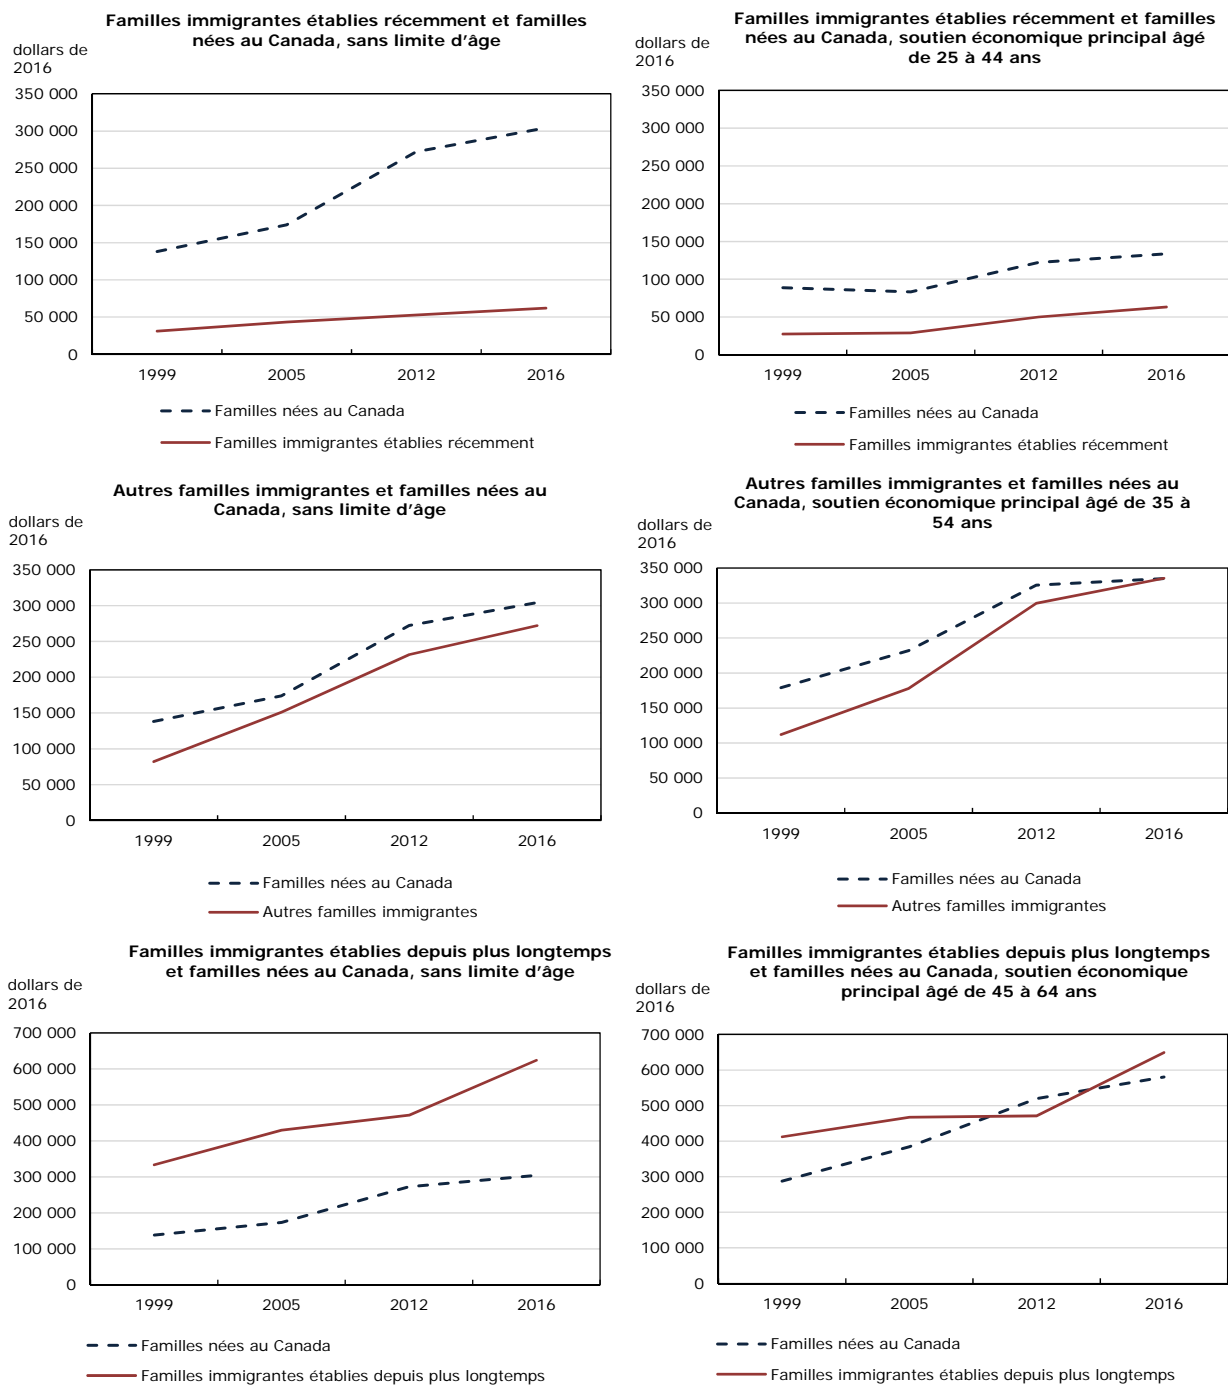 Familles immigrantes établies récemment et familles
nées au Canada, sans limite d'âge
dollars de
2016
350 000
300 000
250 000
200 000
150 000
100 000
50 000
0
1999 2005 2012 2016
Familles nées au Canada
Familles immigrantes établies récemment
Familles immigrantes établies récemment et familles
nées au Canada, soutien économique principal âgé
de 25 à 44 ans
dollars de
2016
350 000
300 000
250 000
200 000
150 000
100 000
50 000
0
1999 2005 2012 2016
Familles nées au Canada
Familles immigrantes établies récemment
Autres familles immigrantes et familles nées au
Canada, sans limite d'âge
dollars de
2016
350 000
300 000
250 000
200 000
150 000
100 000
50 000
0
1999 2005 2012 2016
Familles nées au Canada
Autres familles immigrantes
Autres familles immigrantes et familles nées au
Canada, soutien économique principal âgé de 35 à
54 ans
dollars de
2016
350 000
300 000
250 000
200 000
150 000
100 000
50 000
0
1999 2005 2012 2016
Familles nées au Canada
Autres familles immigrantes
Familles immigrantes établies depuis plus longtemps
et familles nées au Canada, sans limite d'âge
dollars de
2016
700 000
600 000
500 000
400 000
300 000
200 000
100 000
0
1999 2005 2012 2016
Familles nées au Canada
Familles immigrantes établies depuis plus longtemps
Familles immigrantes établies depuis plus longtemps
et familles nées au Canada, soutien économique
principal âgé de 45 à 64 ans
dollars de
2016
700 000
600 000
500 000
400 000
300 000
200 000
100 000
0
1999 2005 2012 2016
Familles nées au Canada
Familles immigrantes établies depuis plus longtemps